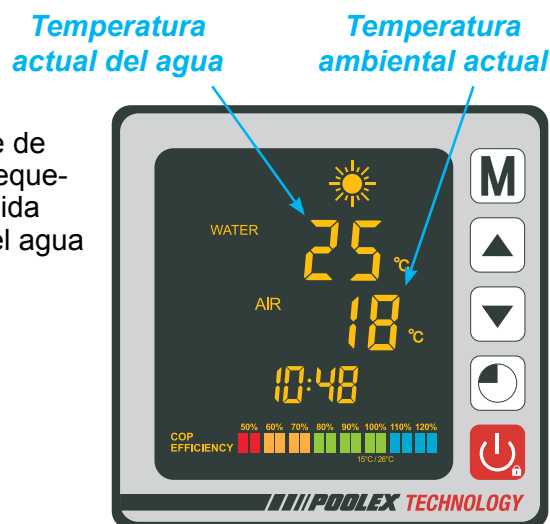 Temperatura
actual del agua
Temperatura
ambiental actual
de
ida
el agua
M
WATER 25 °C
AIR 18 °C
10:48
50% 60% 70% 80% 90% 100% 110% 120%
COP
EFFICIENCY
15°C / 26°C
POOLEX TECHNOLOGY